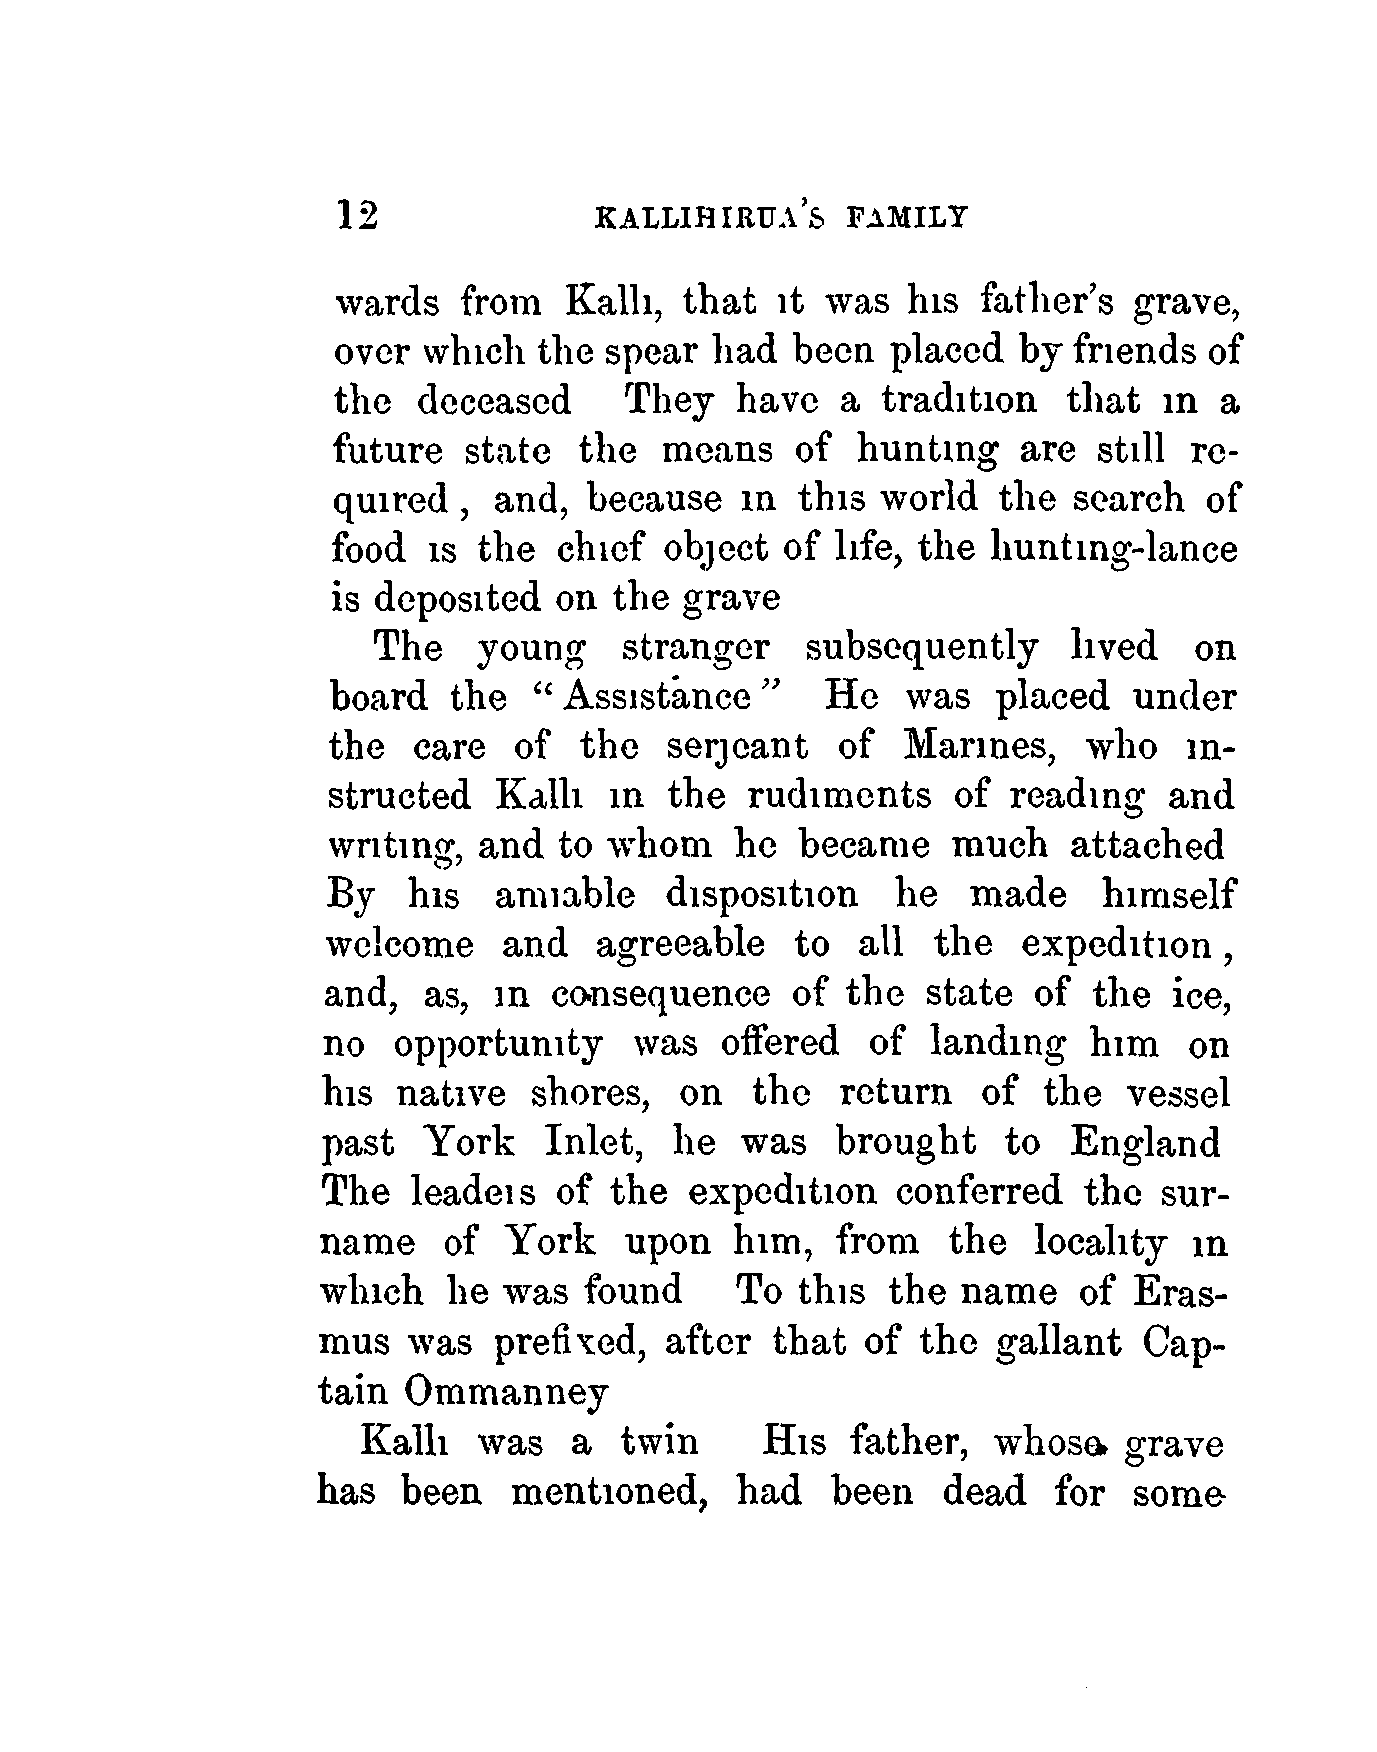 12 KALLIHIRUA'S FAMILY
wards from Kalli, that it was his father's grave,
over which the spear had been placed by friends of
the deceased They have a tradition that in a
future state the means of hunting are still re-
quired , and, because in this world the search of
food is the chief object of life, the hunting-lance
is deposited on the grave
The young stranger subsequently lived on
board the “ Assistance ” He was placed under
the care of the serjeant of Marines, who in-
structed Kalli in the rudiments of reading and
writing, and to whom he became much attached
By his amiable disposition he made himself
welcome and agreeable to all the expedition ,
and, as, in consequence of the state of the ice,
no opportunity was offered of landing him on
his native shores, on the return of the vessel
past York Inlet, he was brought to England
The leaders of the expedition conferred the sur-
name of York upon him, from the locality in
which he was found To this the name of Eras-
mus was prefixed, after that of the gallant Cap-
tain Ommanney
Kalli was a twin His father, whose grave
has been mentioned, had been dead for some